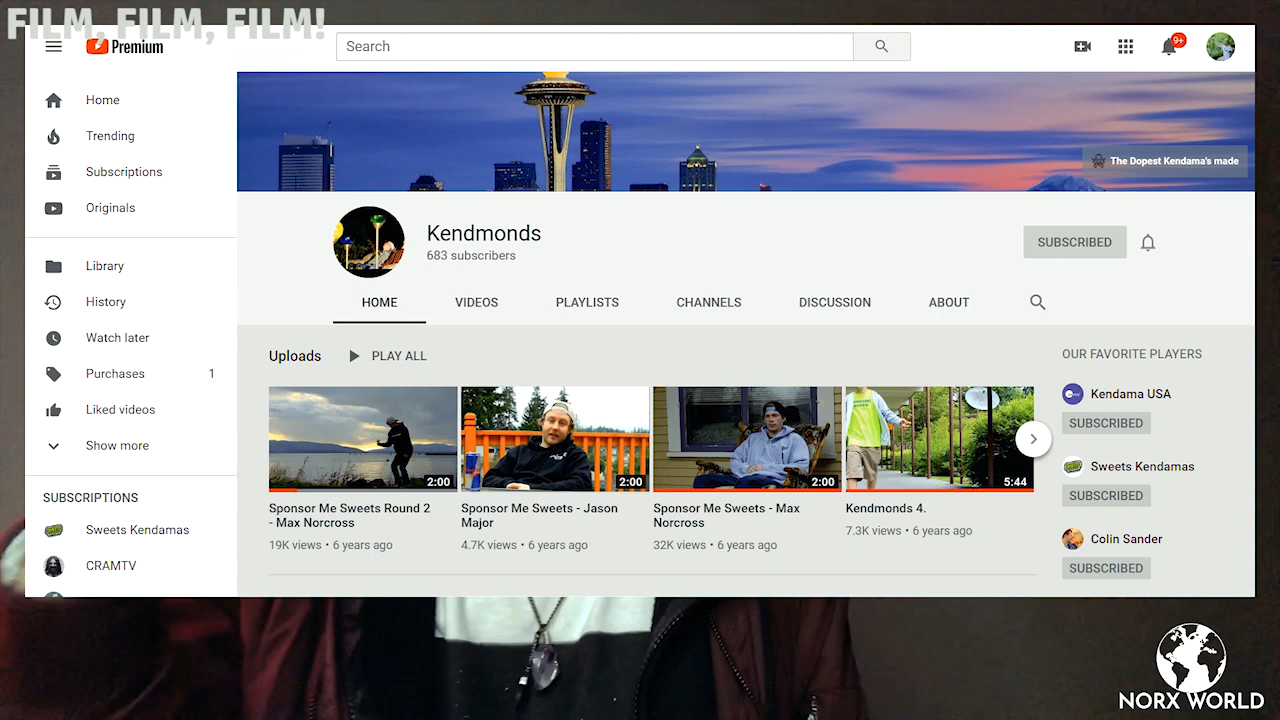 FILM, FILM, FILM!
Premium
Search
9+
Home
Trending
Subscriptions
Originals
Library
History
Watch later
Purchases 1
Liked videos
Show more
SUBSCRIPTIONS
Sweets Kendamas
CRAMTV
The Dopest Kendama's made
Kendmonds
683 subscribers
SUBSCRIBED
HOME VIDEOS PLAYLISTS CHANNELS DISCUSSION ABOUT
Uploads PLAY ALL
2:00
Sponsor Me Sweets Round 2
- Max Norcross
19K views • 6 years ago
2:00
Sponsor Me Sweets - Jason
Major
4.7K views • 6 years ago
2:00
Sponsor Me Sweets - Max
Norcross
32K views • 6 years ago
5:44
Kendmonds 4.
7.3K views • 6 years ago
OUR FAVORITE PLAYERS
Kendama USA
SUBSCRIBED
Sweets Kendamas
SUBSCRIBED
Colin Sander
SUBSCRIBED
NORX WORLD